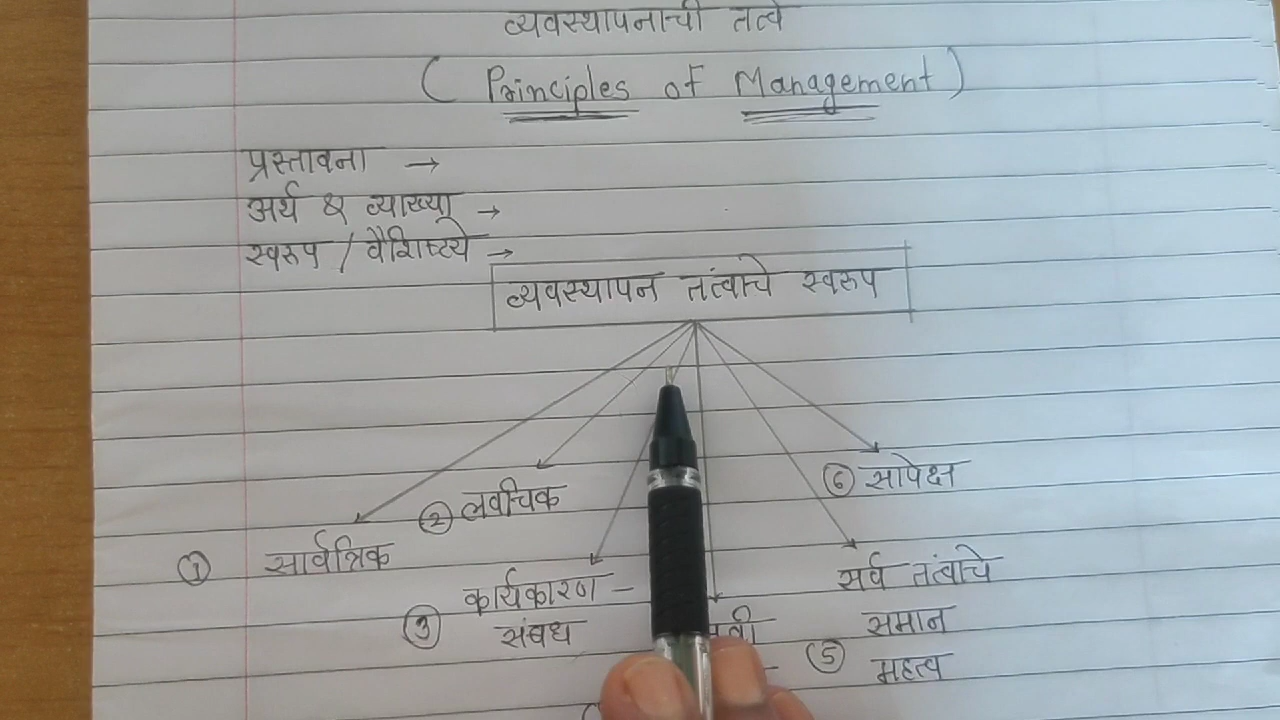 व्यवस्थापनाची तत्वे
( Principles of Management )
प्रस्तावना →
अर्थ & व्याख्या →
स्वरूप / वैशिष्ट्ये →
व्यवस्थापन तत्वांचे स्वरूप
① सार्वत्रिक
② लवचिक
③ कार्यकारण –
संबध
⑤ सर्व तत्वांचे
समान
महत्व
⑥ सापेक्ष